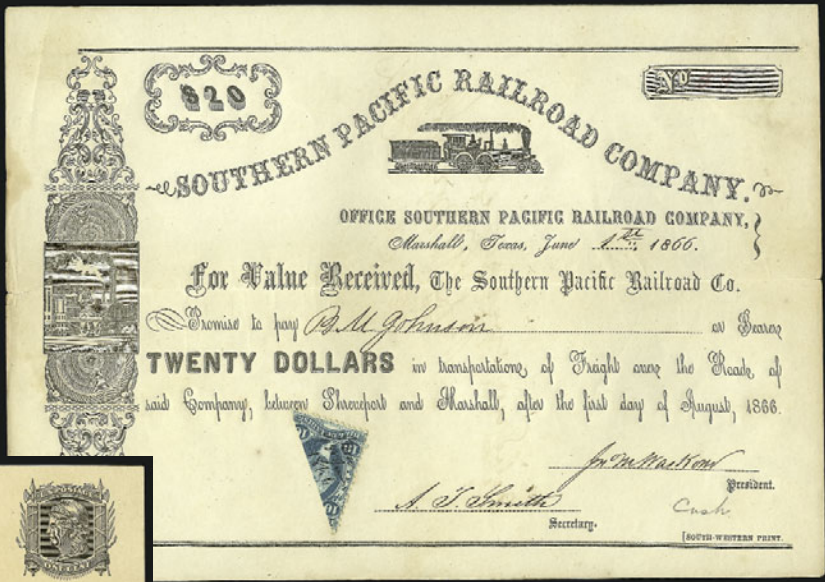 $20
No
SOUTHERN PACIFIC RAILROAD COMPANY.
OFFICE SOUTHERN PACIFIC RAILROAD COMPANY,
Marshall, Texas, June 1st, 1866.
For Value Received, The Southern Pacific Railroad Co.
Promise to pay B M Johnson or Bearer
TWENTY DOLLARS in transportation, of Freight over the Road, of
said Company, between Shreveport and Marshall, after the first day of August, 1866.
President.
A. T. Smith
Cash
Secretary.
[SOUTH-WESTERN PRINT.
ONE CENT